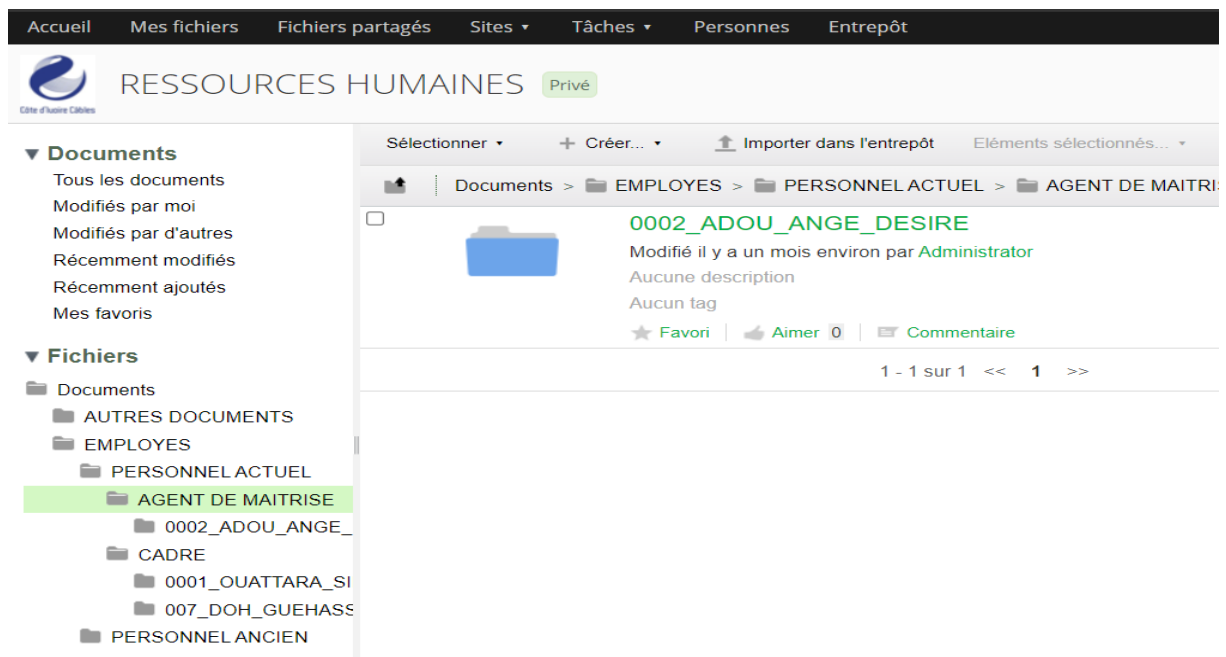 Accueil Mes fichiers Fichiers partagés Sites Tâches Personnes Entrepôt
Côte d'Ivoire Câbles
RESSOURCES HUMAINES Privé
Documents
Tous les documents
Modifiés par moi
Modifiés par d'autres
Récemment modifiés
Récemment ajoutés
Mes favoris
Fichiers
Documents
AUTRES DOCUMENTS
EMPLOYES
PERSONNEL ACTUEL
AGENT DE MAITRISE
0002_ADOU_ANGE_
CADRE
0001_OUATTARA_SI
007_DOH_GUEHASS
PERSONNEL ANCIEN
Sélectionner + Créer... Importer dans l'entrepôt Eléments sélectionnés...
Documents > EMPLOYES > PERSONNEL ACTUEL > AGENT DE MAITRI
0002_ADOU_ANGE_DESIRE
Modifié il y a un mois environ par Administrator
Aucune description
Aucun tag
Favori Aimer 0 Commentaire
1 - 1 sur 1 << 1 >>